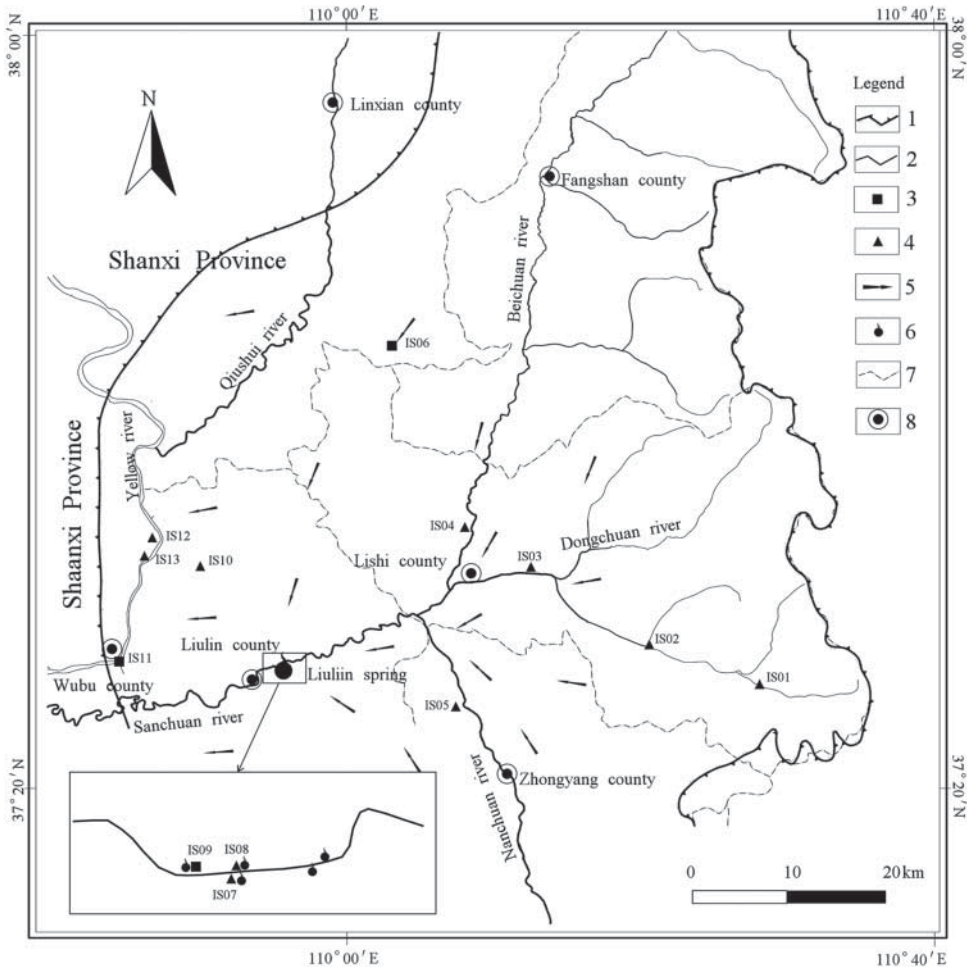 110°00′E
110°40′E
38°00′N
38°00′N
N
Linxian county
Legend
1
Fangshan county
2
3
Shanxi Province
4
Beichuan river
5
Qiushui river
IS06
6
7
8
Shaanxi Province
Yellow river
IS04
IS12
Dongchuan river
IS13
IS10
Lishi county
IS03
IS02
Liulin county
IS11
Liuliin spring
IS01
Wubu county
IS05
Sanchuan river
Nanchuan river
Zhongyang county
37°20′N
37°20′N
IS09
IS08
IS07
0 10 20km
110°00′E
110°40′E